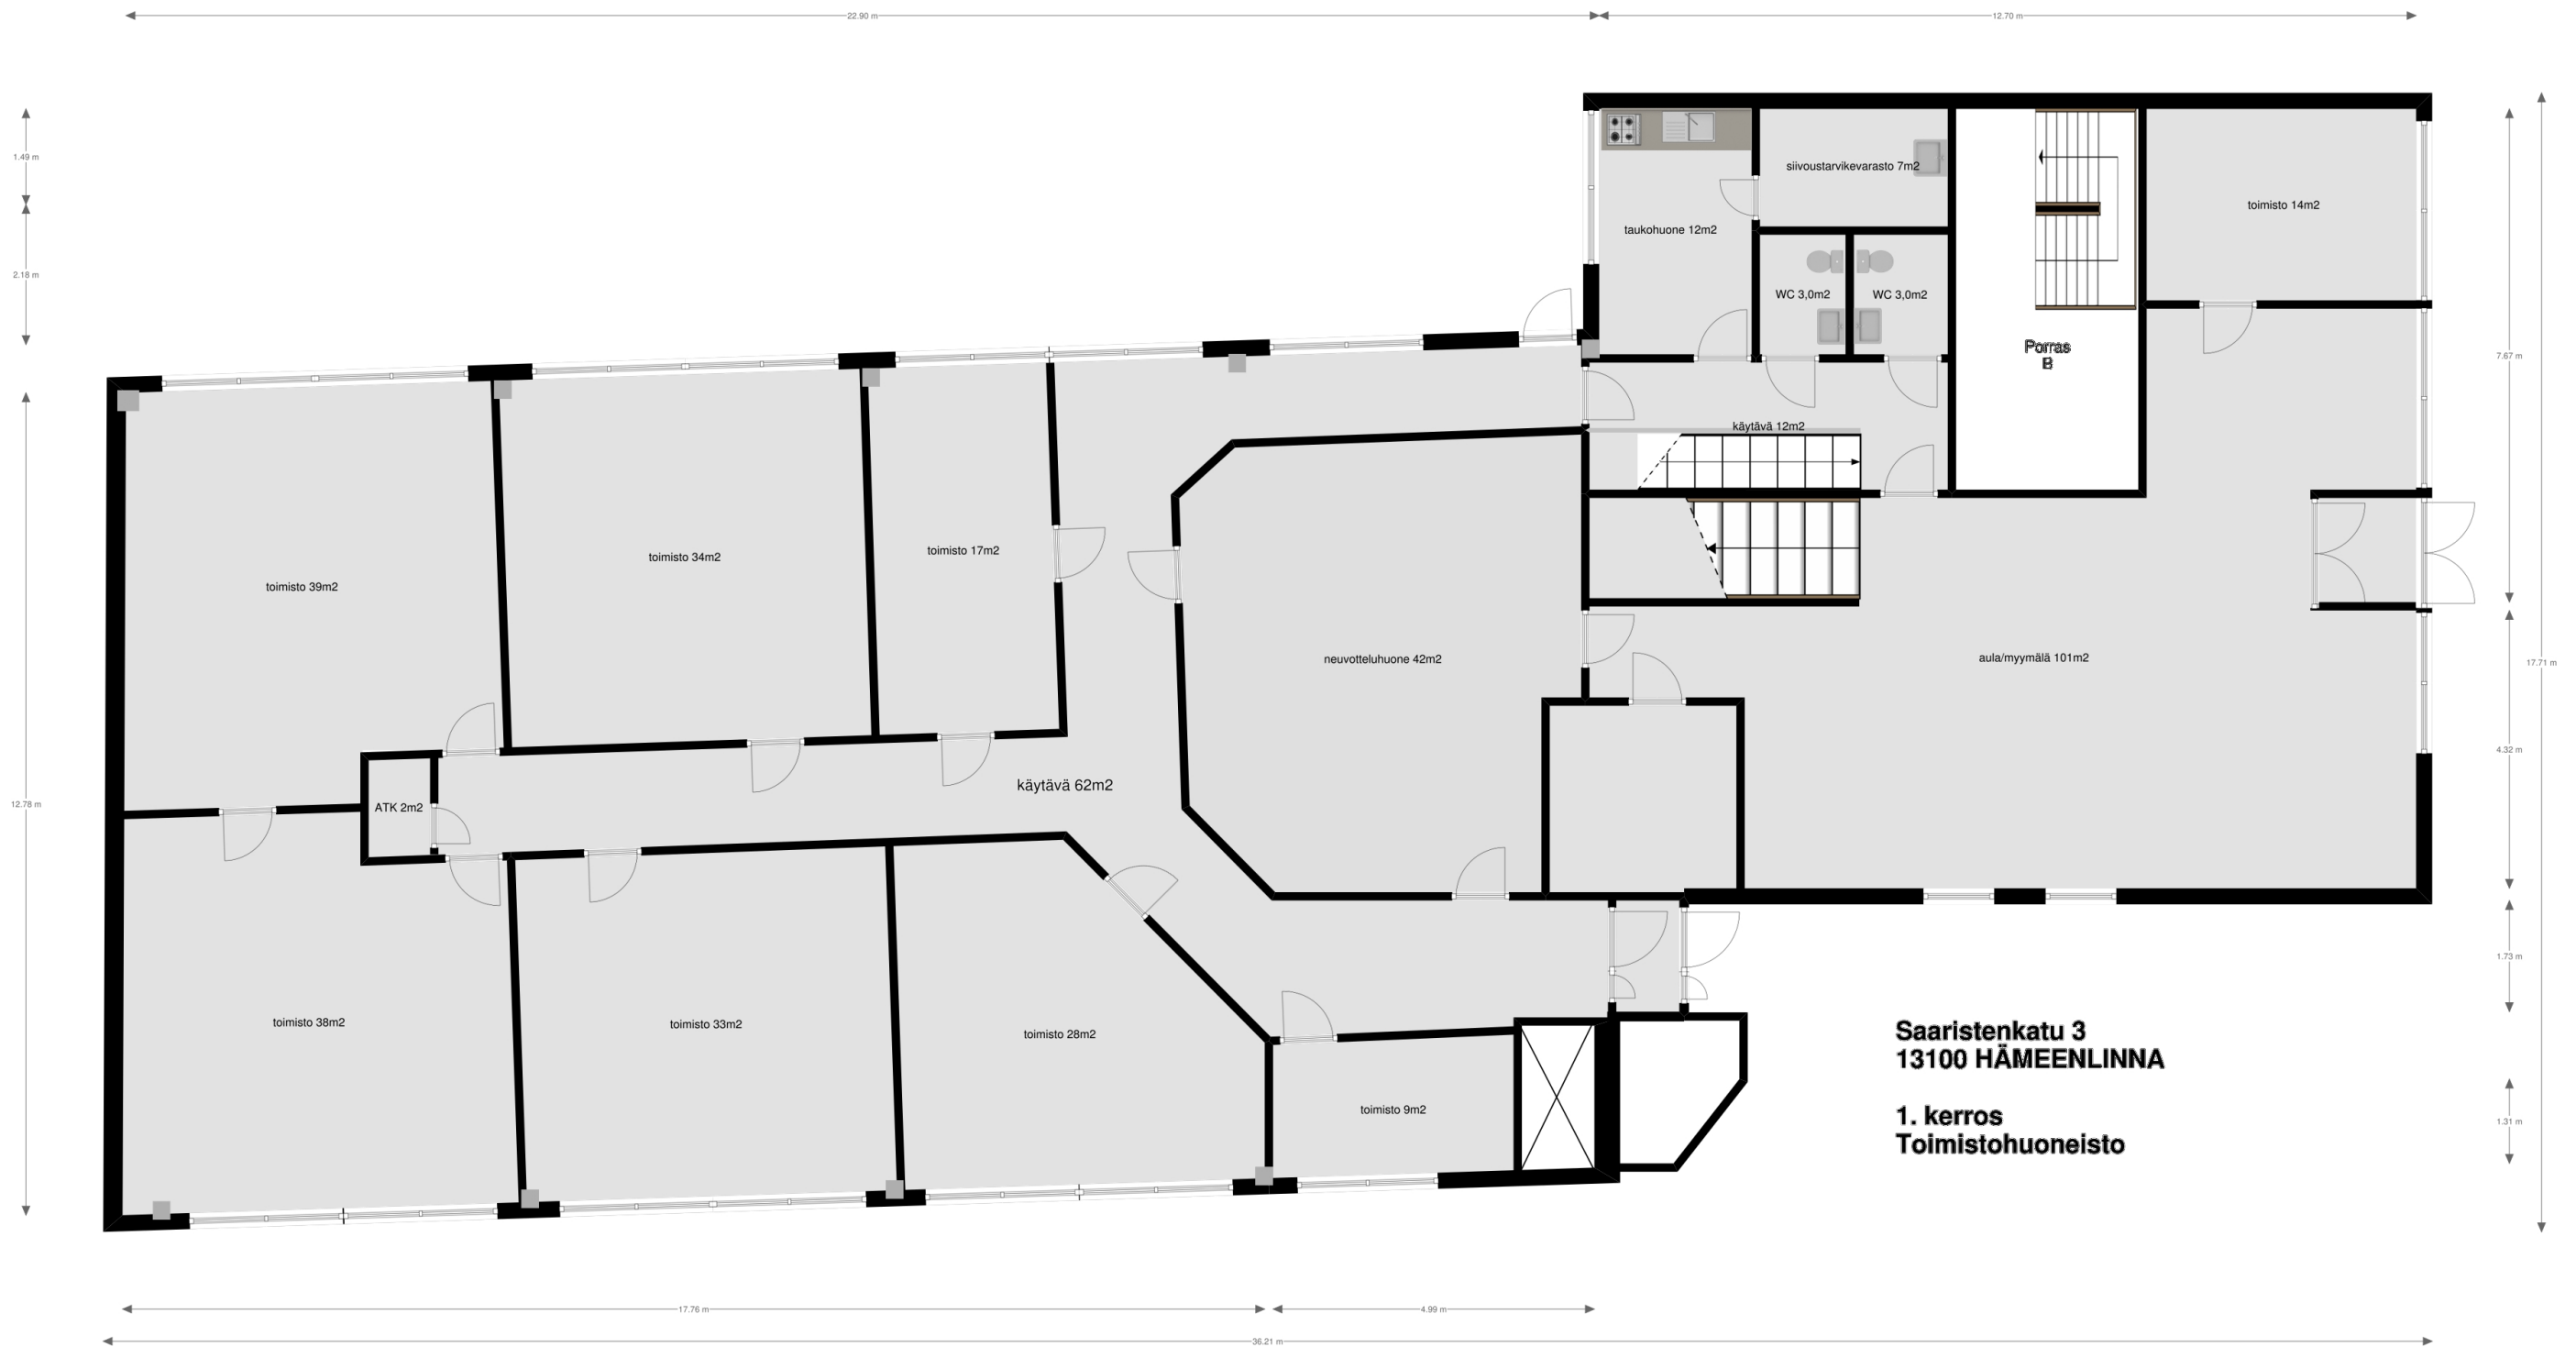 22.90 m
12.70 m
1.49 m
2.18 m
12.78 m
siivoustarvikevarasto 7m2
taukohuone 12m2
toimisto 14m2
WC 3,0m2
WC 3,0m2
Porras
B
7.67 m
käytävä 12m2
toimisto 39m2
toimisto 34m2
toimisto 17m2
neuvotteluhuone 42m2
aula/myymälä 101m2
17.71 m
4.32 m
käytävä 62m2
ATK 2m2
1.73 m
toimisto 38m2
toimisto 33m2
toimisto 28m2
toimisto 9m2
Saaristenkatu 3
13100 HÄMEENLINNA
1. kerros
Toimistohuoneisto
1.31 m
17.76 m
4.99 m
36.21 m